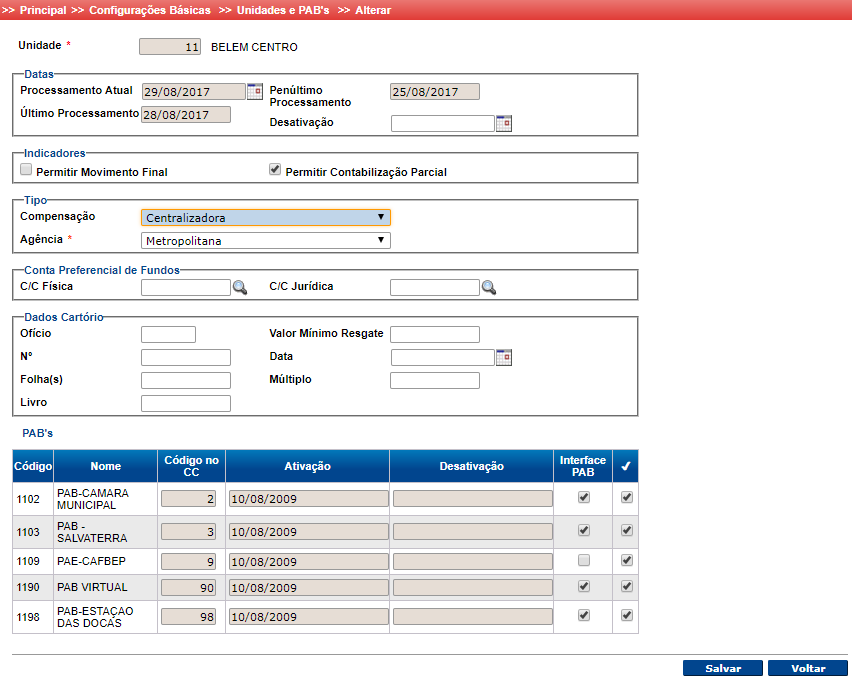 >> Principal >> Configurações Básicas >> Unidades e PAB's >> Alterar
Unidade * 11 BELEM CENTRO
Datas
Processamento Atual 29/08/2017 Penúltimo Processamento 25/08/2017
Último Processamento 28/08/2017
Desativação
Indicadores
Permitir Movimento Final Permitir Contabilização Parcial
Tipo
Compensação Centralizadora
Agência * Metropolitana
Conta Preferencial de Fundos
C/C Física C/C Jurídica
Dados Cartório
Ofício Valor Mínimo Resgate
Nº Data
Folha(s) Múltiplo
Livro
PAB's
Código Nome Código no CC Ativação Desativação Interface PAB
1102 PAB-CAMARA MUNICIPAL 2 10/08/2009
1103 PAB - SALVATERRA 3 10/08/2009
1109 PAE-CAFBEP 9 10/08/2009
1190 PAB VIRTUAL 90 10/08/2009
1198 PAB-ESTAÇAO DAS DOCAS 98 10/08/2009
Salvar Voltar